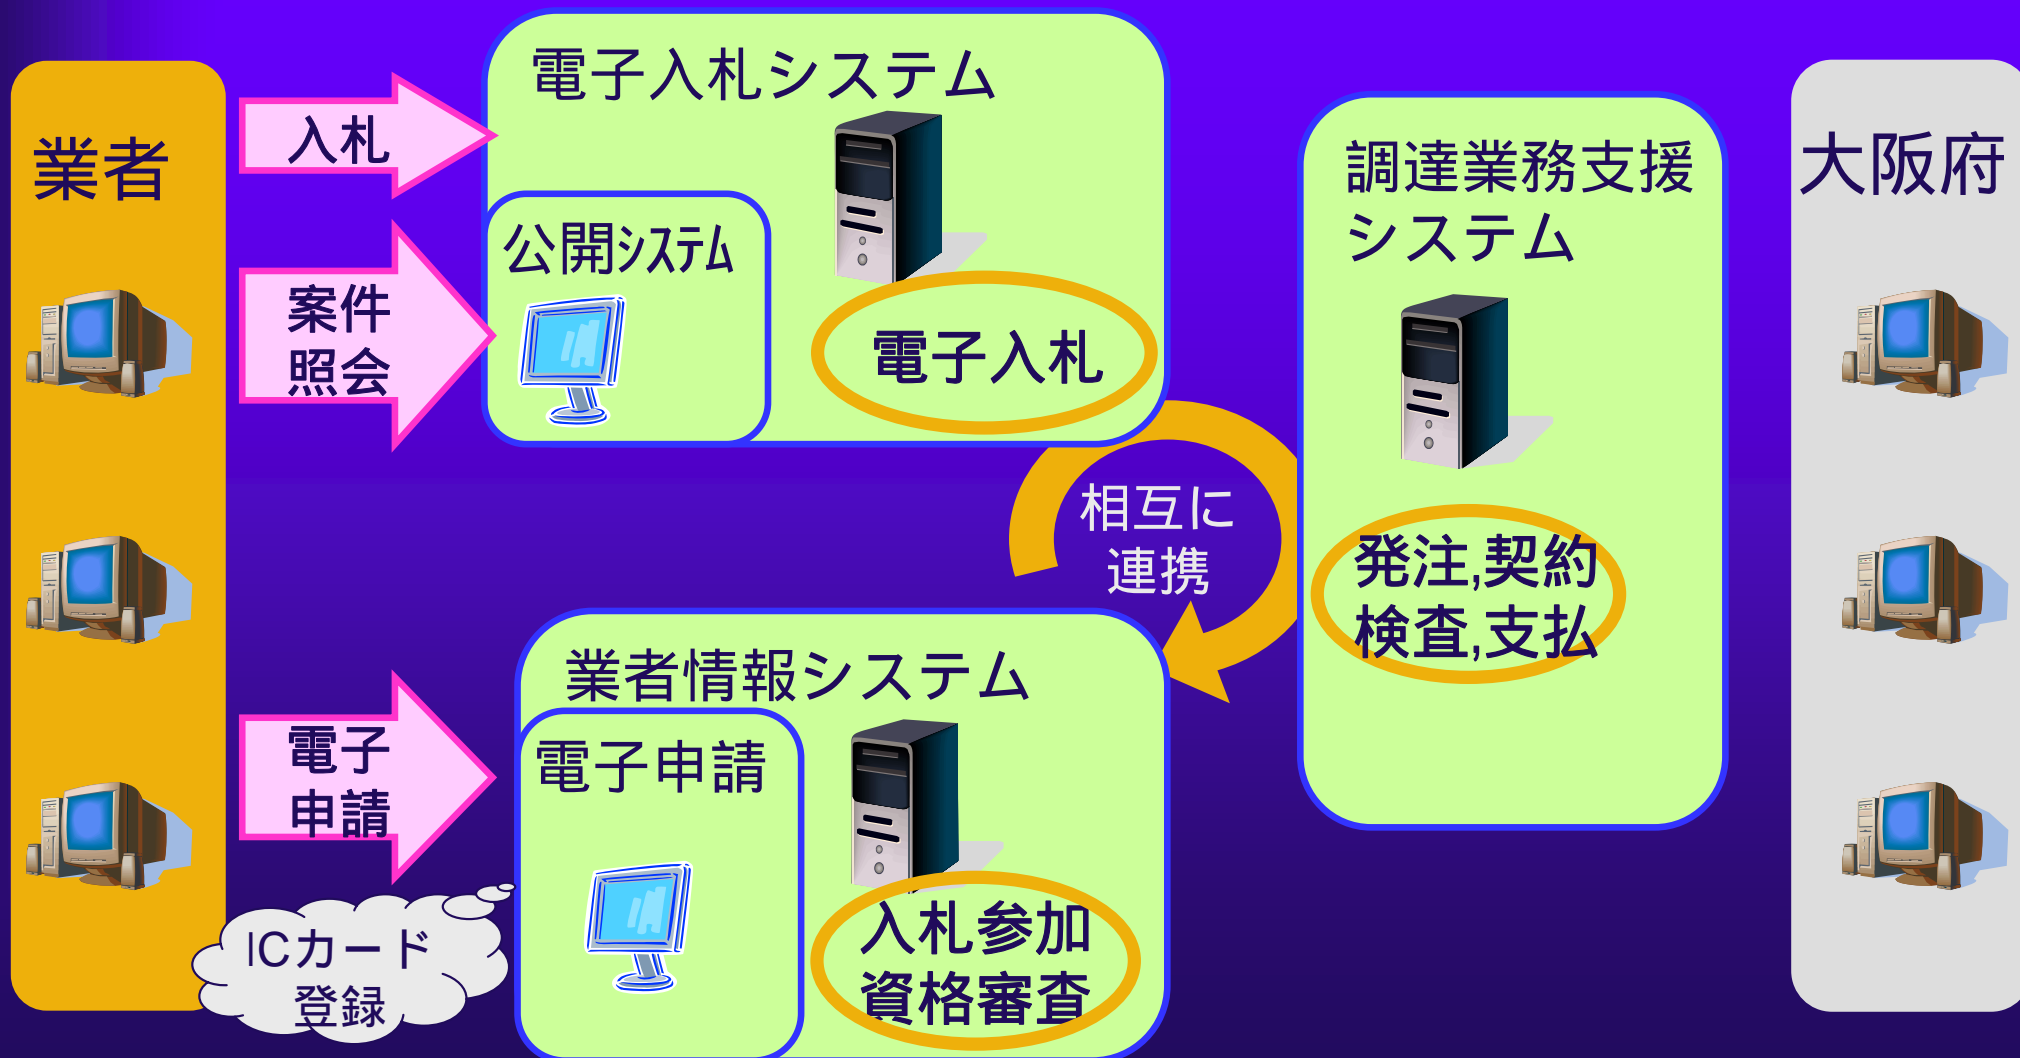 業者
入札
案件
照会
電子
申請
ICカード
登録
電子入札システム
公開ｼｽﾃﾑ
電子入札
相互に
連携
業者情報システム
電子申請
入札参加
資格審査
調達業務支援
システム
発注,契約
検査,支払
大阪府